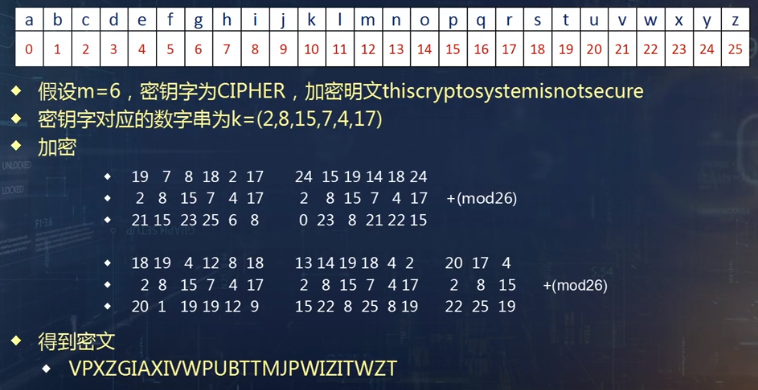 a b c d e f g h i j k l m n o p q r s t u v w x y z
0 1 2 3 4 5 6 7 8 9 10 11 12 13 14 15 16 17 18 19 20 21 22 23 24 25
假设m=6，密钥字为CIPHER，加密明文thiscryptosystemisnotsecure
密钥字对应的数字串为k=(2,8,15,7,4,17)
加密
19 7 8 18 2 17 24 15 19 14 18 24
2 8 15 7 4 17 2 8 15 7 4 17 +(mod26)
21 15 23 25 6 8 0 23 8 21 22 15
18 19 4 12 8 18 13 14 19 18 4 2 20 17 4
2 8 15 7 4 17 2 8 15 7 4 17 2 8 15 +(mod26)
20 1 19 19 12 9 15 22 8 25 8 19 22 25 19
得到密文
VPXZGIAXIVWPUBTTMJPWIZITWZT